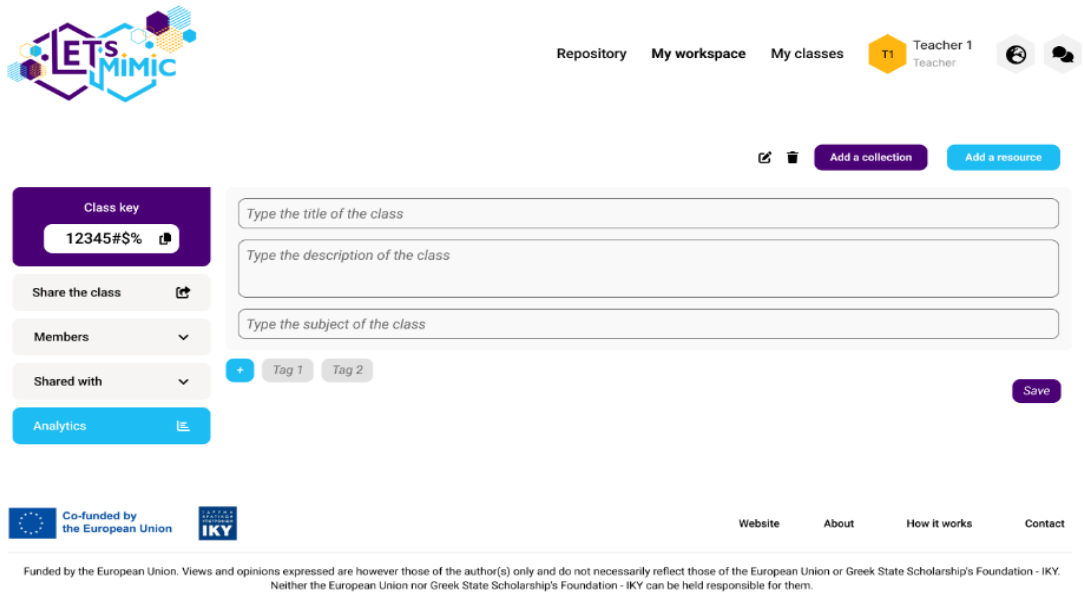 LET'S
MiMiC
Repository
My workspace
My classes
T1
Teacher 1
Teacher
Add a collection
Add a resource
Class key
12345#$%
Share the class
Members
Shared with
Analytics
Type the title of the class
Type the description of the class
Type the subject of the class
+
Tag 1
Tag 2
Save
Co-funded by
the European Union
IKY
Website
About
How it works
Contact
Funded by the European Union. Views and opinions expressed are however those of the author(s) only and do not necessarily reflect those of the European Union or Greek State Scholarship's Foundation - IKY.
Neither the European Union nor Greek State Scholarship's Foundation - IKY can be held responsible for them.